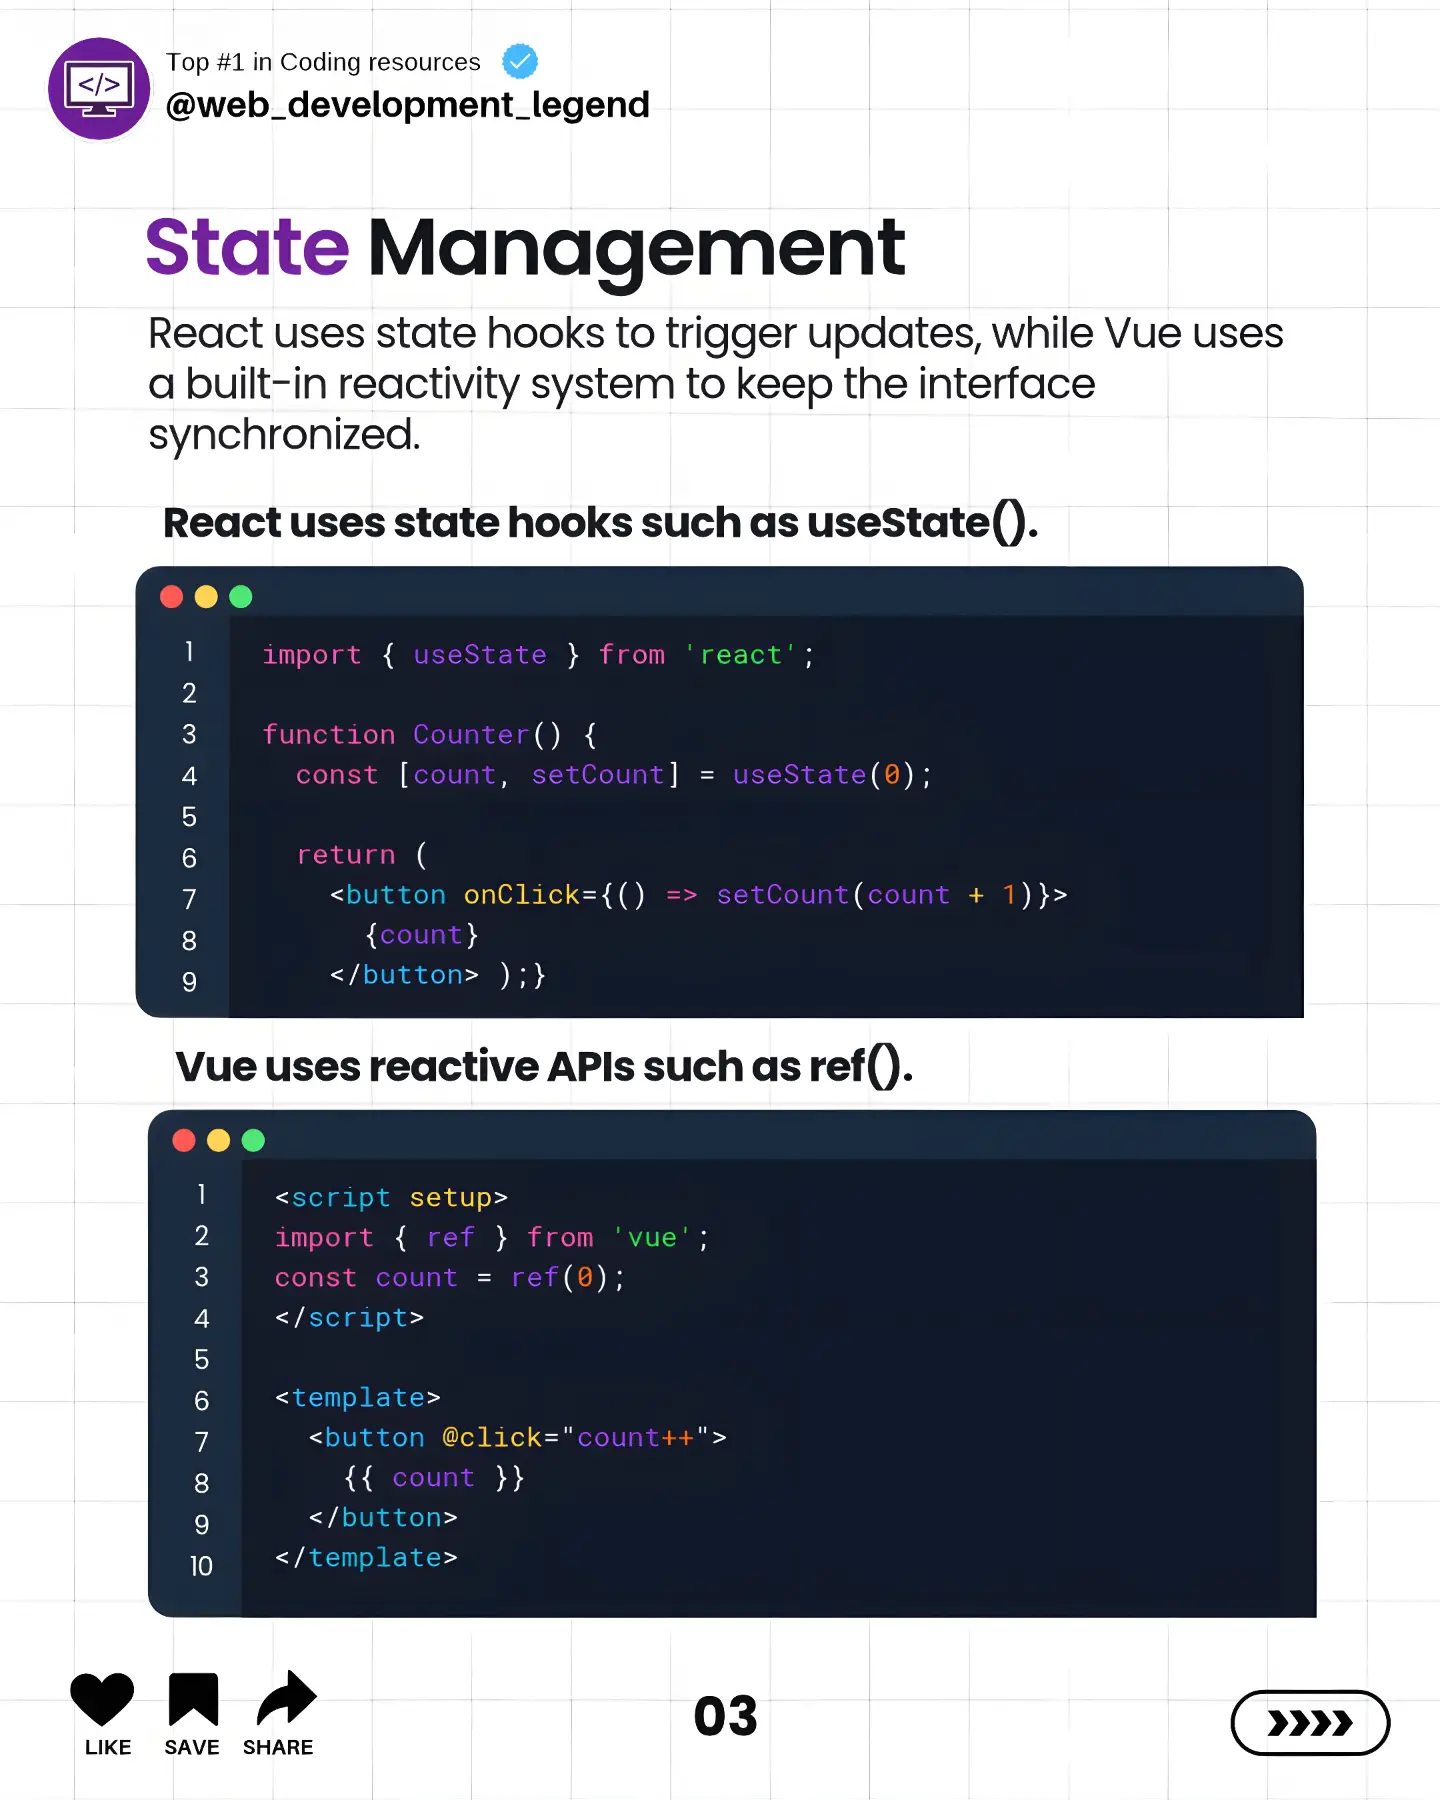 </>
Top #1 in Coding resources
@web_development_legend
State Management
React uses state hooks to trigger updates, while Vue uses
a built-in reactivity system to keep the interface
synchronized.
React uses state hooks such as useState().
1 import { useState } from 'react';
2
3 function Counter() {
4   const [count, setCount] = useState(0);
5
6   return (
7     <button onClick={() => setCount(count + 1)}>
8       {count}
9     </button> );}
Vue uses reactive APIs such as ref().
1 <script setup>
2 import { ref } from 'vue';
3 const count = ref(0);
4 </script>
5
6 <template>
7   <button @click="count++">
8     {{ count }}
9   </button>
10 </template>
LIKE SAVE SHARE
03